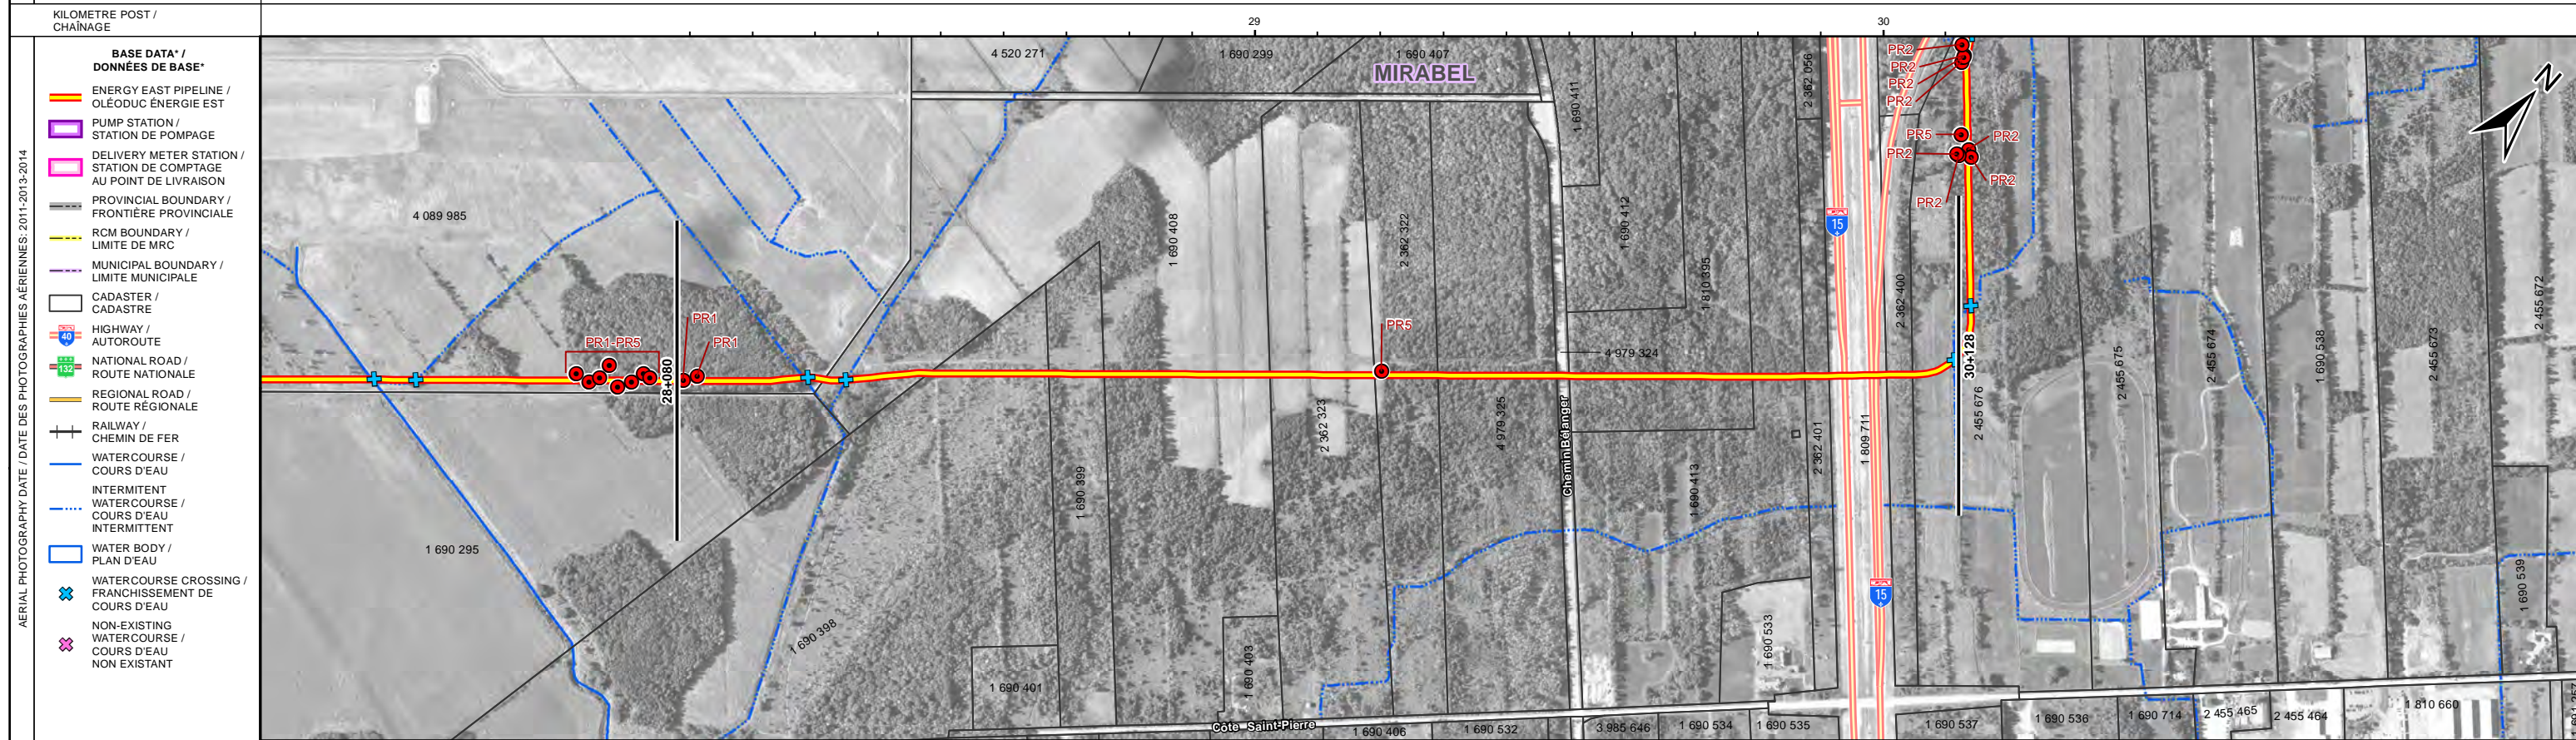 KILOMETRE POST /
CHAÎNAGE
29
30
AERIAL PHOTOGRAPHY DATE / DATE DES PHOTOGRAPHIES AÉRIENNES: 2011-2013-2014
BASE DATA* /
DONNÉES DE BASE*
ENERGY EAST PIPELINE /
OLÉODUC ÉNERGIE EST
PUMP STATION /
STATION DE POMPAGE
DELIVERY METER STATION /
STATION DE COMPTAGE
AU POINT DE LIVRAISON
PROVINCIAL BOUNDARY /
FRONTIÈRE PROVINCIALE
RCM BOUNDARY /
LIMITE DE MRC
MUNICIPAL BOUNDARY /
LIMITE MUNICIPALE
CADASTER /
CADASTRE
40
HIGHWAY /
AUTOROUTE
132
NATIONAL ROAD /
ROUTE NATIONALE
REGIONAL ROAD /
ROUTE RÉGIONALE
RAILWAY /
CHEMIN DE FER
WATERCOURSE /
COURS D'EAU
INTERMITENT
WATERCOURSE /
COURS D'EAU
INTERMITTENT
WATER BODY /
PLAN D'EAU
WATERCOURSE CROSSING /
FRANCHISSEMENT DE
COURS D'EAU
NON-EXISTING
WATERCOURSE /
COURS D'EAU
NON EXISTANT
4 520 271
1 690 299
1 690 407
MIRABEL
1 690 411
2 362 056
PR2
PR2
PR2
PR2
PR5
PR2
PR2
PR2
PR2
N
4 089 985
1 690 408
2 362 322
1 690 412
1 810 395
15
2 362 400
PR1-PR5
PR1
PR1
28+080
PR5
4 979 324
30+128
2 455 675
2 455 674
1 690 538
2 455 673
2 455 672
2 455 676
2 362 323
4 979 325
Chemin Bélanger
2 362 401
1 809 711
1 690 399
1 690 413
1 690 295
1 690 398
15
1 690 539
1 690 533
1 690 403
1 690 401
Côte Saint-Pierre
1 690 406
1 690 532
3 985 646
1 690 534
1 690 535
1 690 537
1 690 536
1 690 714
2 455 465
2 455 464
1 810 660